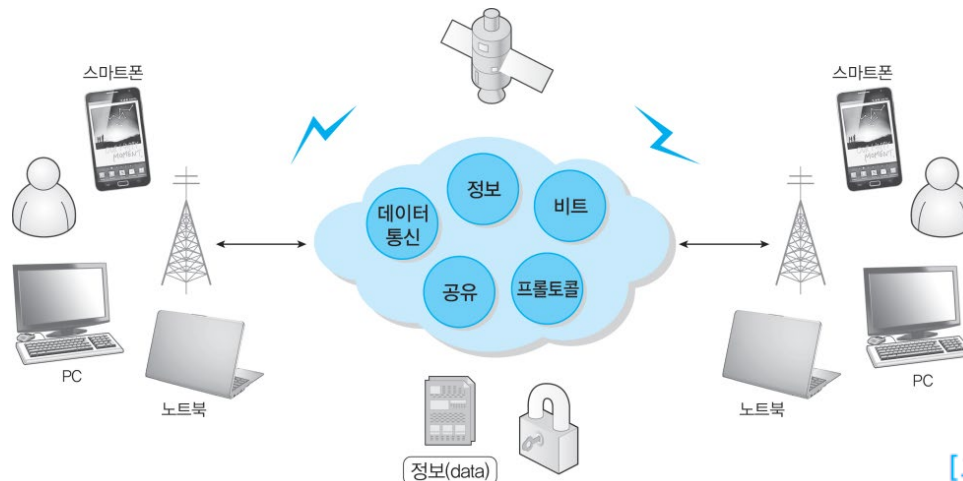 스마트폰
스마트폰
정보
비트
데이터
통신
공유
프롤토콜
PC
노트북
노트북
PC
정보(data)
[